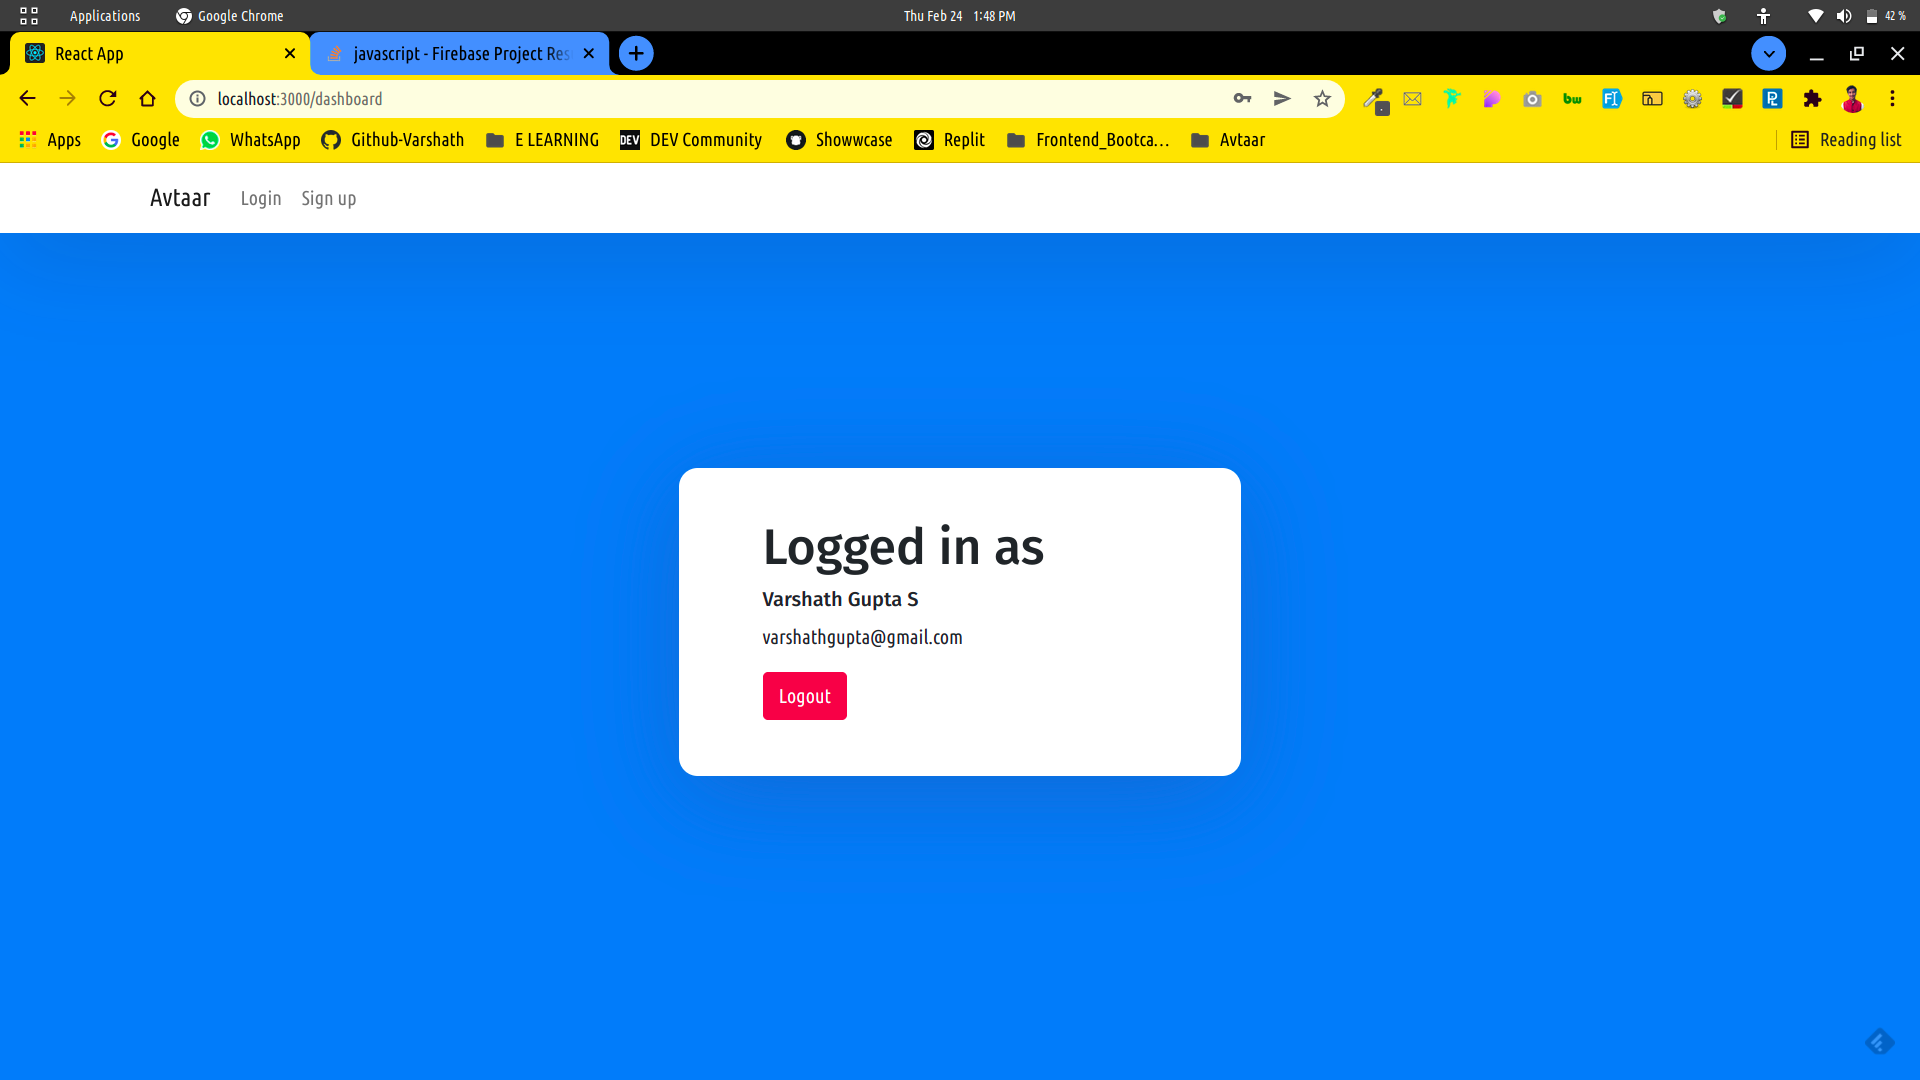 Applications Google Chrome Thu Feb 24 1:48 PM 42 %
React App javascript - Firebase Project Res
localhost:3000/dashboard
Apps Google WhatsApp Github-Varshath E LEARNING DEV DEV Community Showwcase Replit Frontend_Bootca… Avtaar Reading list
Avtaar Login Sign up
Logged in as
Varshath Gupta S
varshathgupta@gmail.com
Logout